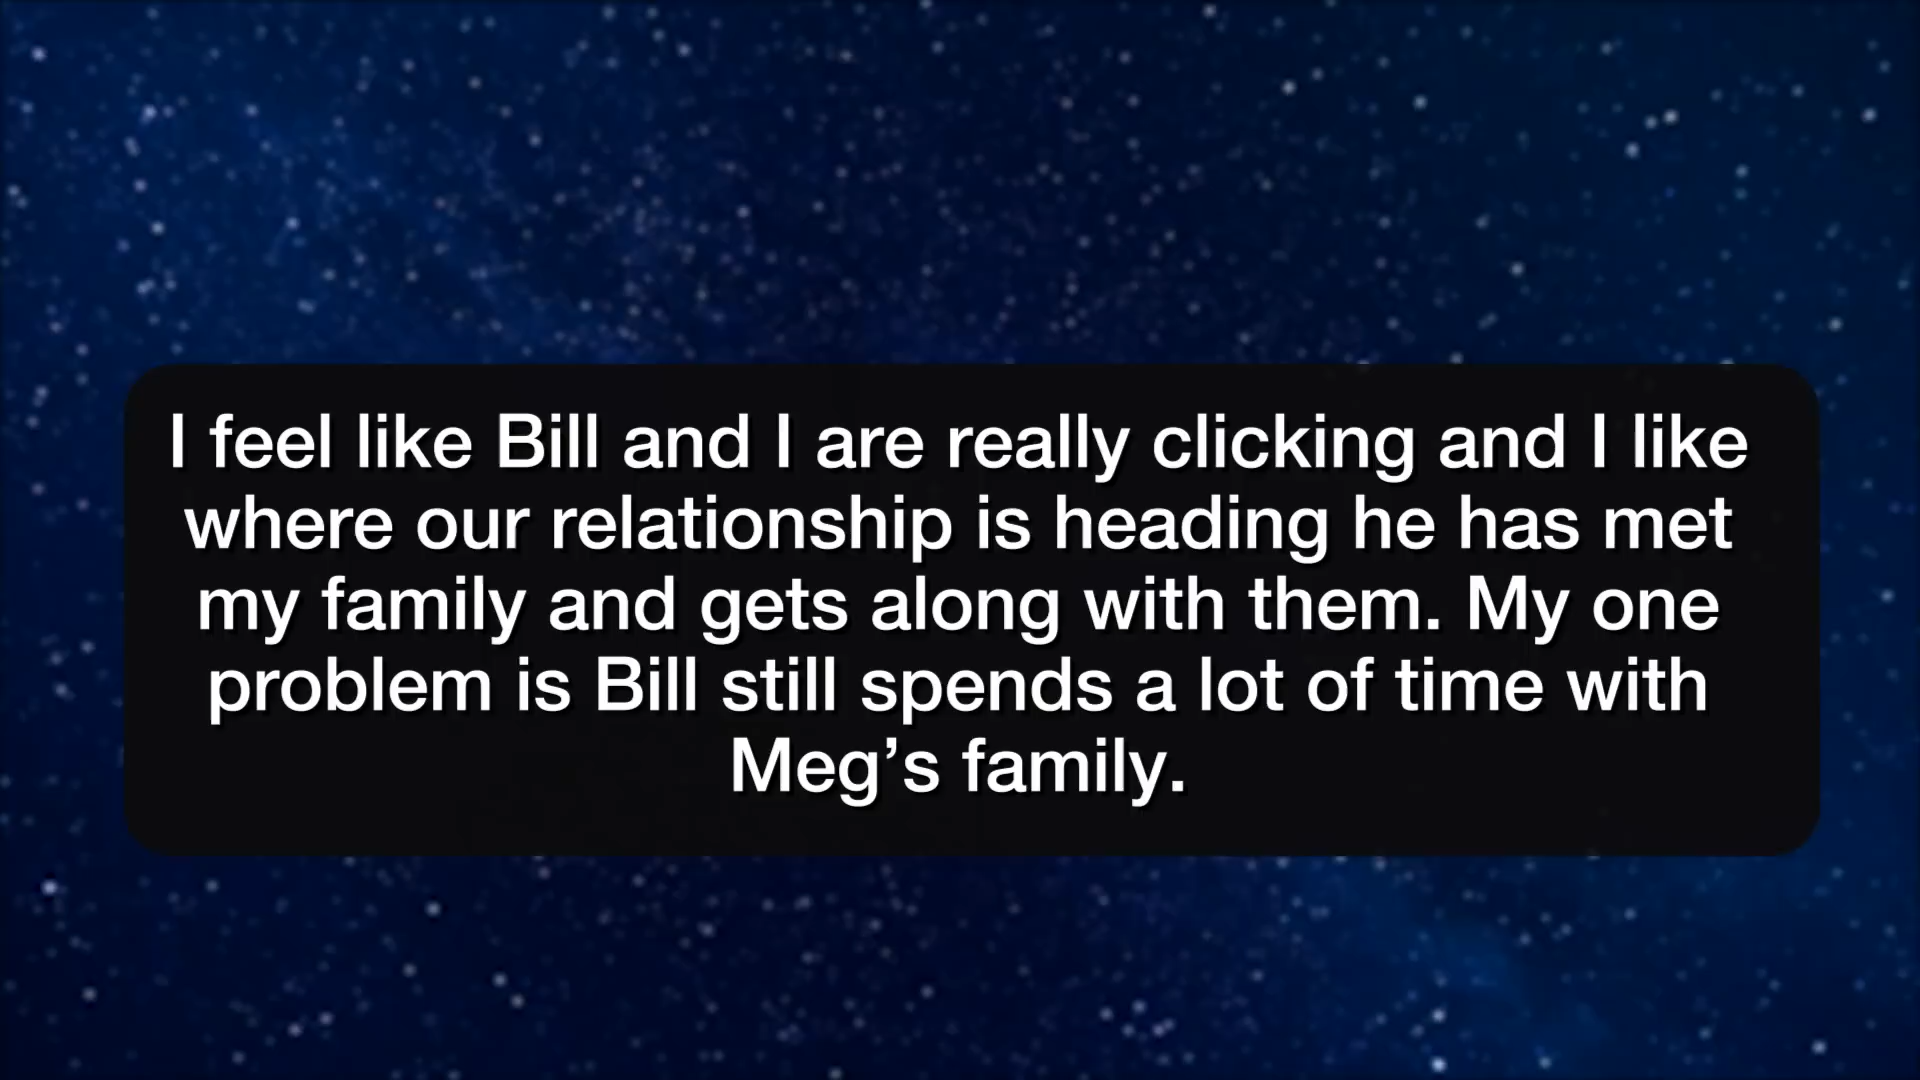 I feel like Bill and I are really clicking and I like
where our relationship is heading he has met
my family and gets along with them. My one
problem is Bill still spends a lot of time with
Meg’s family.